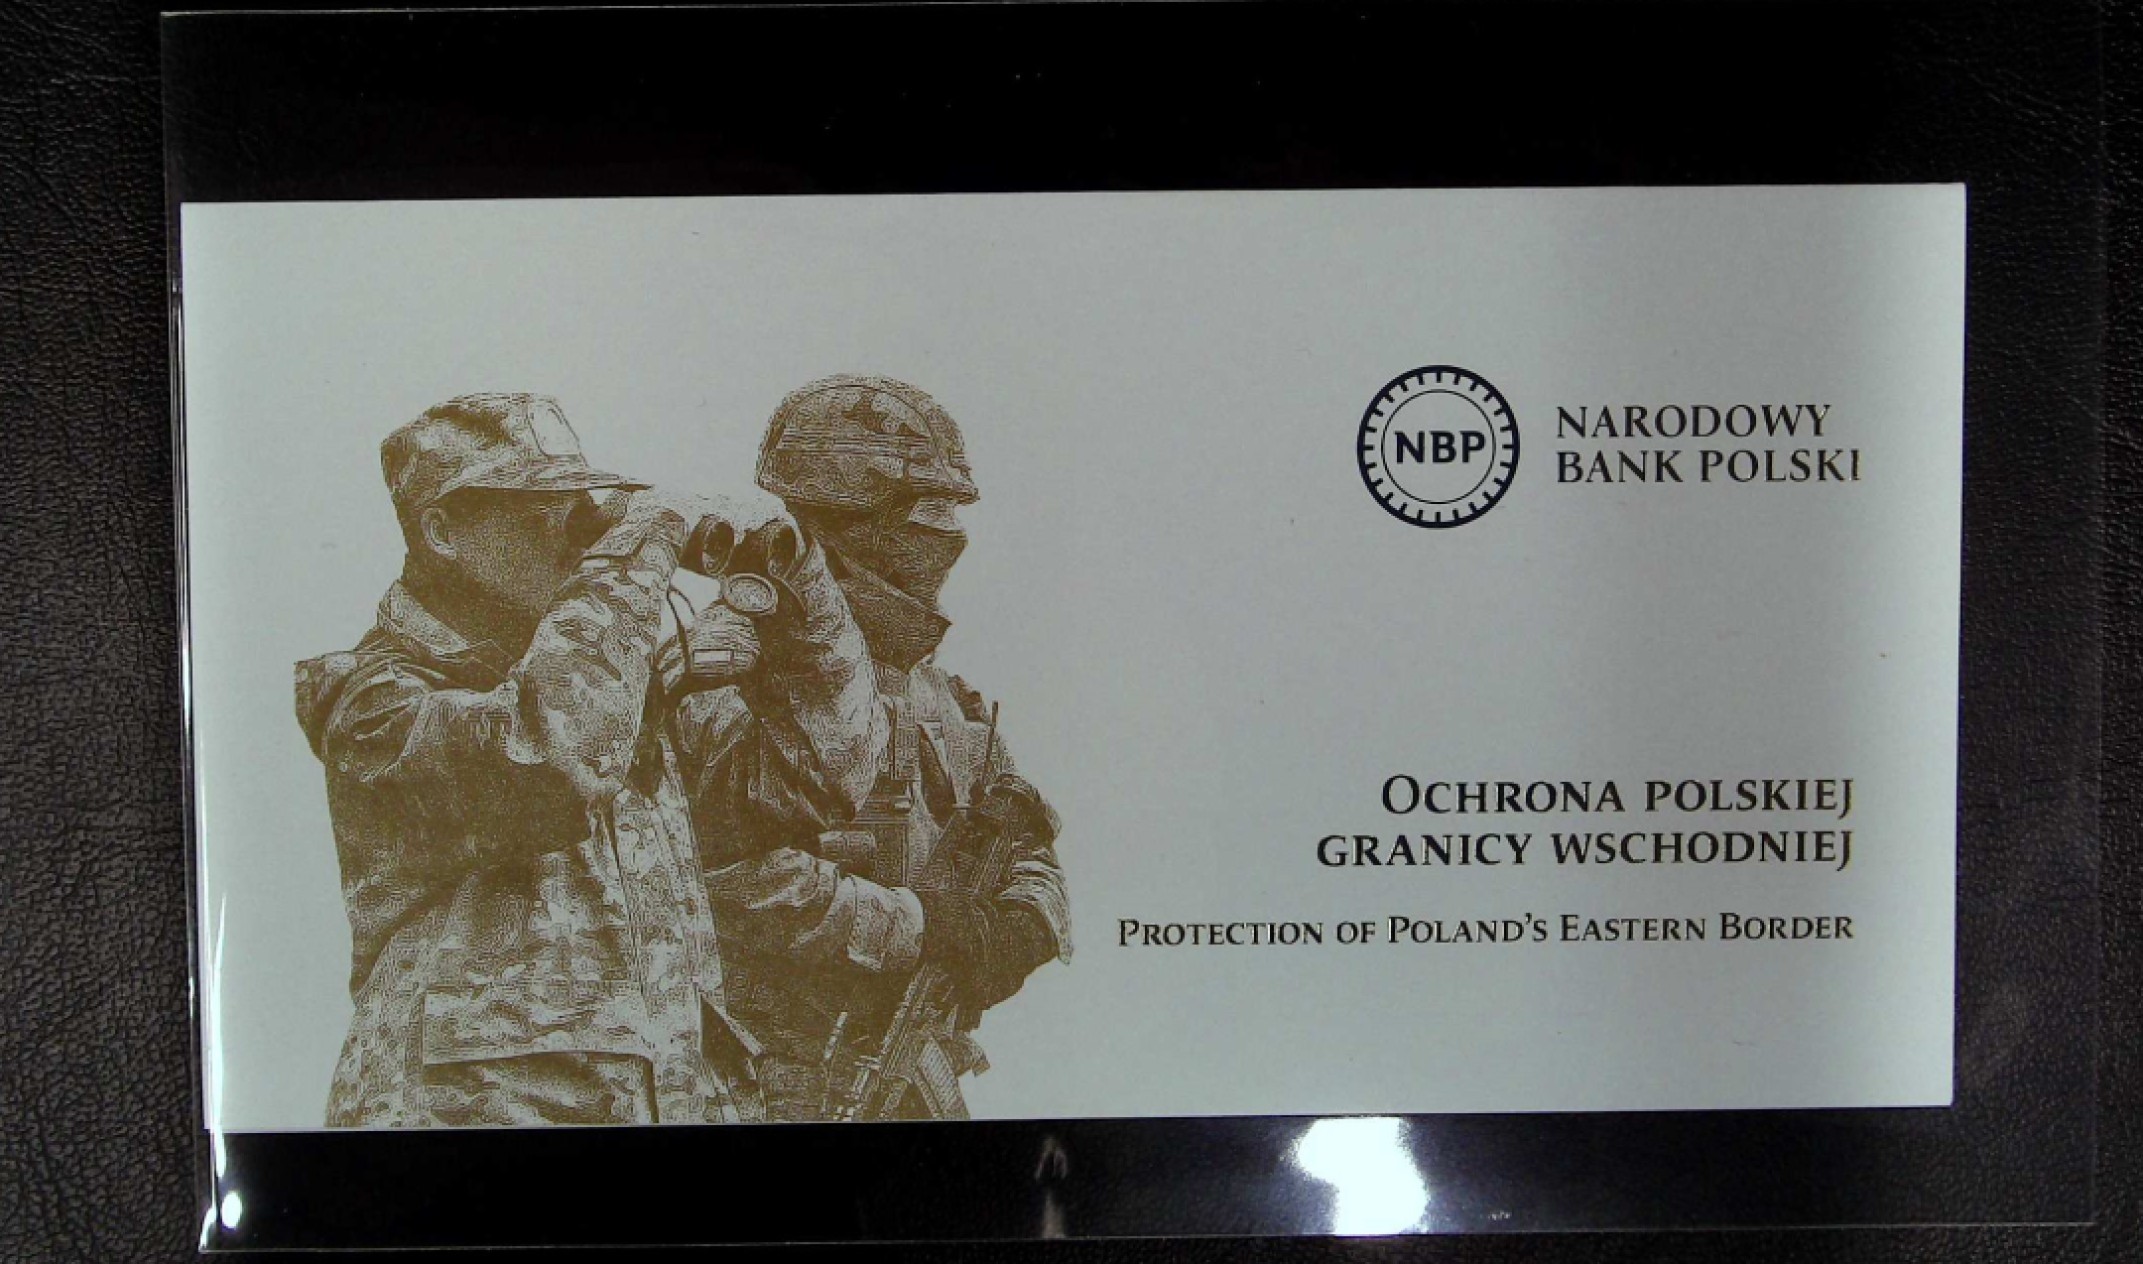 NBP
NARODOWY
BANK POLSKI
OCHRONA POLSKIEJ
GRANICY WSCHODNIEJ
PROTECTION OF POLAND'S EASTERN BORDER